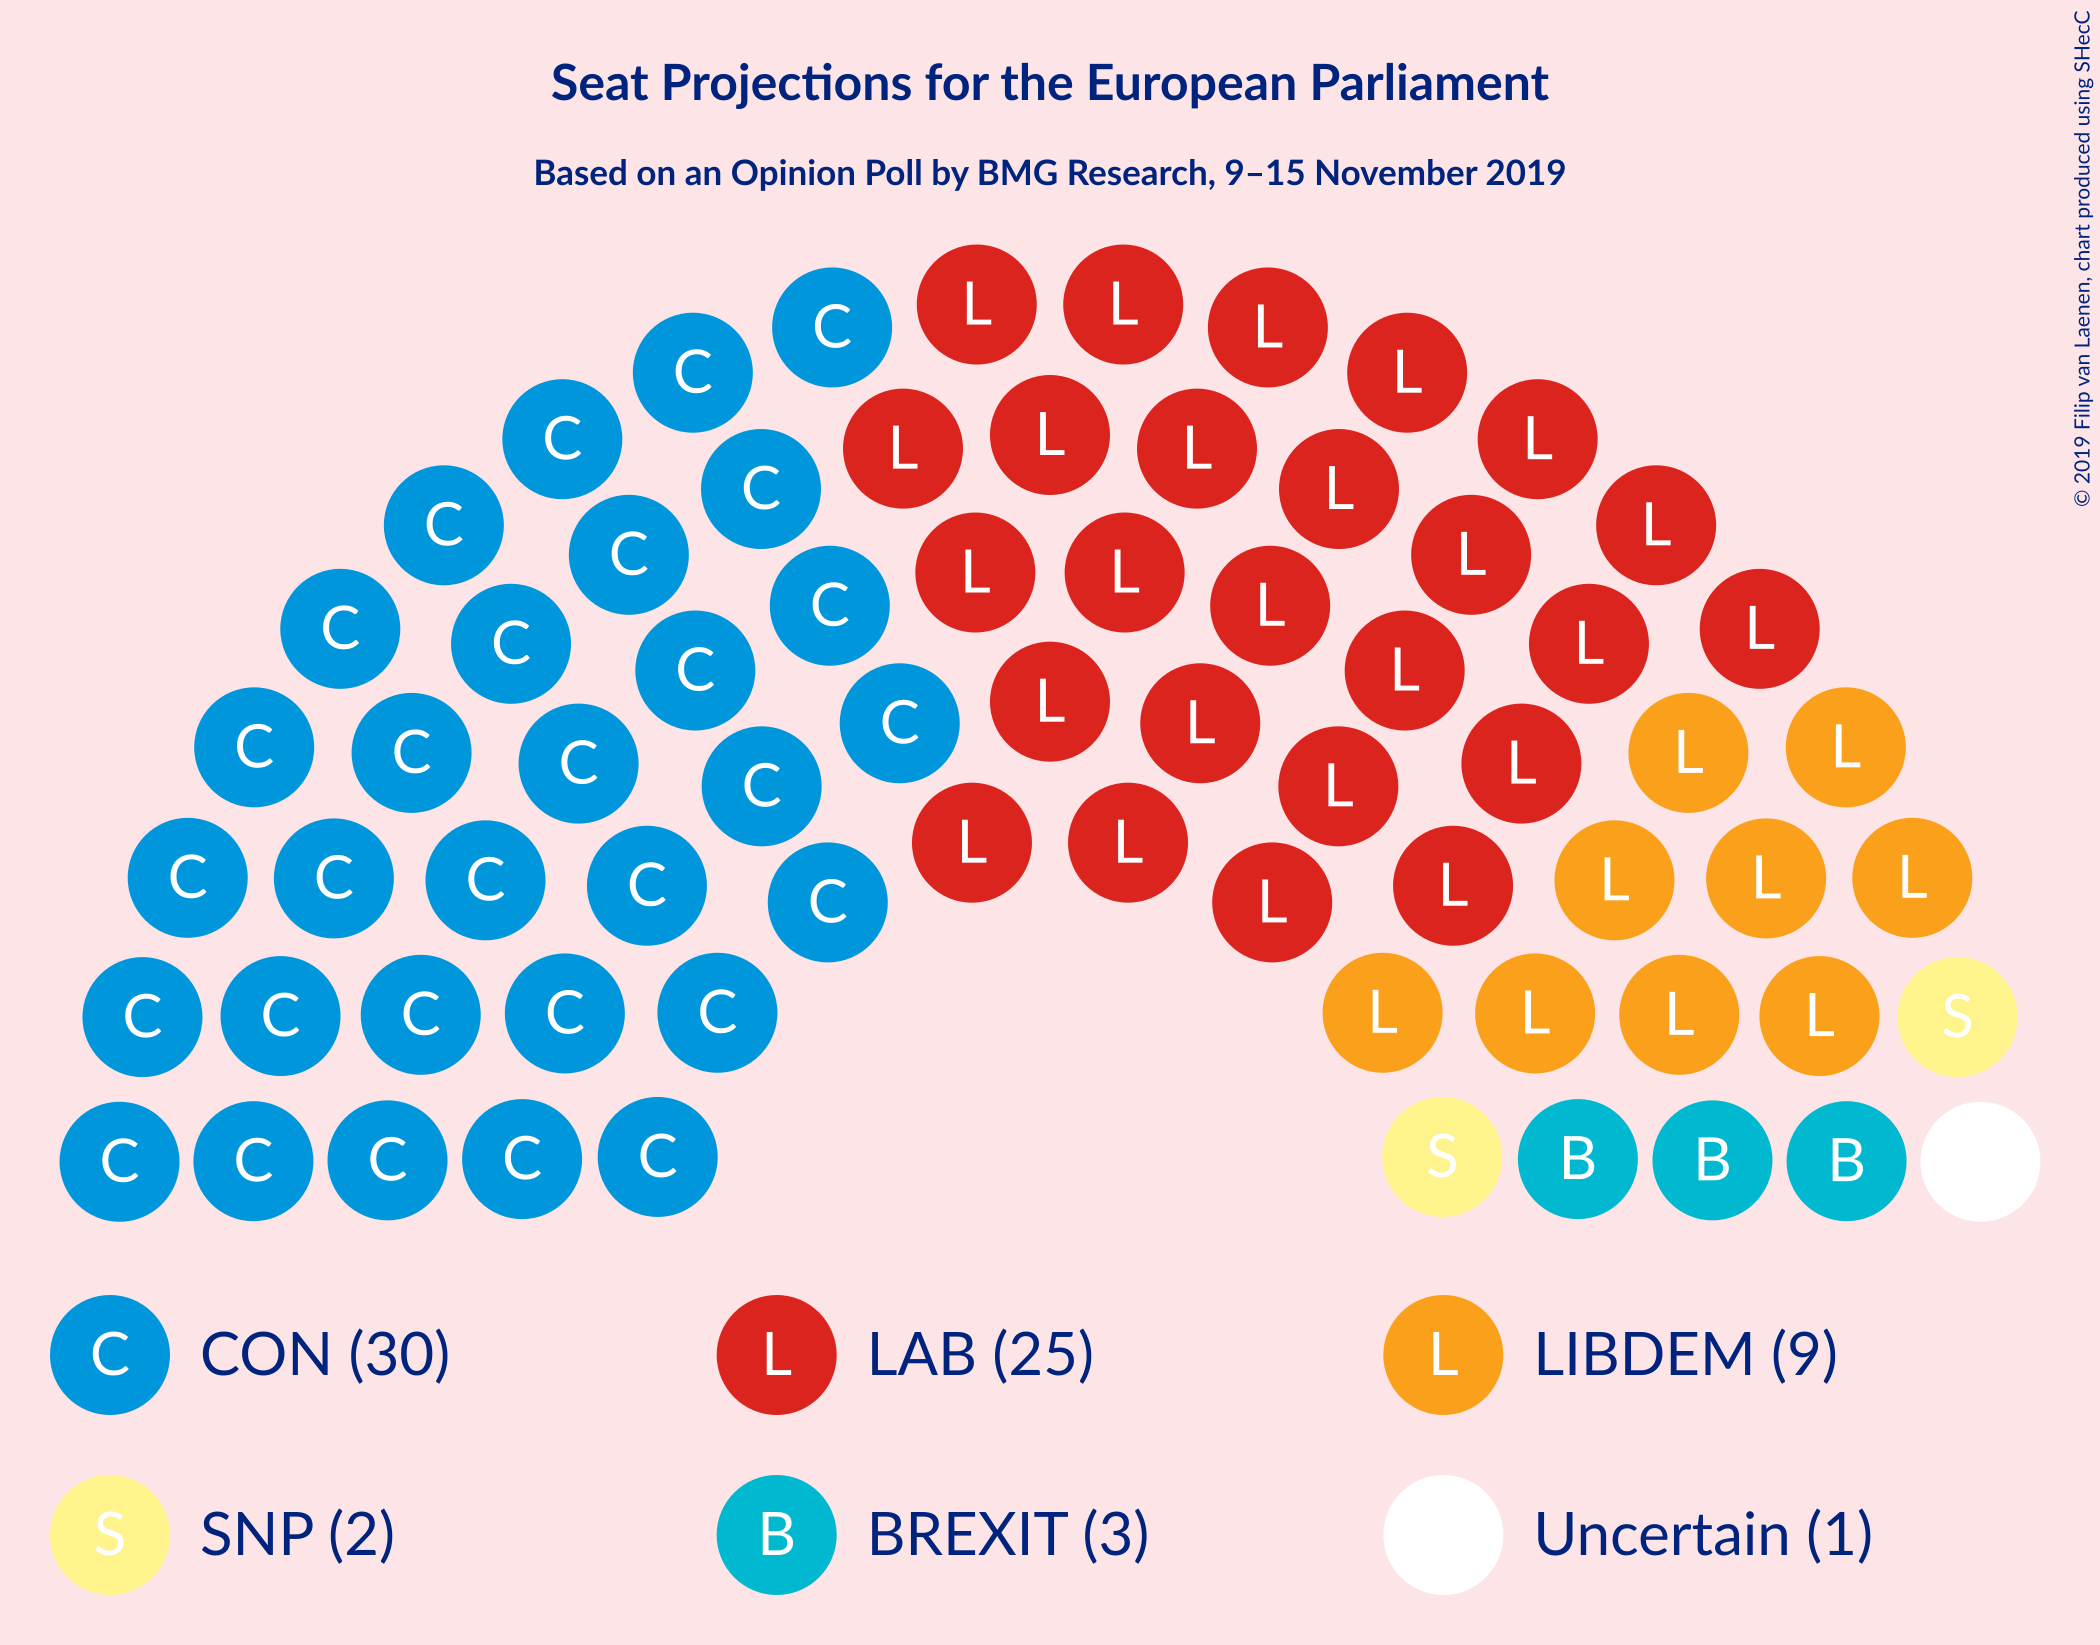 Seat Projections for the European Parliament
Based on an Opinion Poll by BMG Research, 9–15 November 2019
© 2019 Filip van Laenen, chart produced using SHecC
L L
C L
C L
C L
L
C L L
C L
C L
C L
L L
C L
C L
C L
C L
L
C L
C L
C L
C L
C L
L L
C L
C C L L
C L
C L
C L
C L
C C C C C L L L L S
C C C C C S B B B
C CON (30) L LAB (25) L LIBDEM (9)
S SNP (2) B BREXIT (3) Uncertain (1)